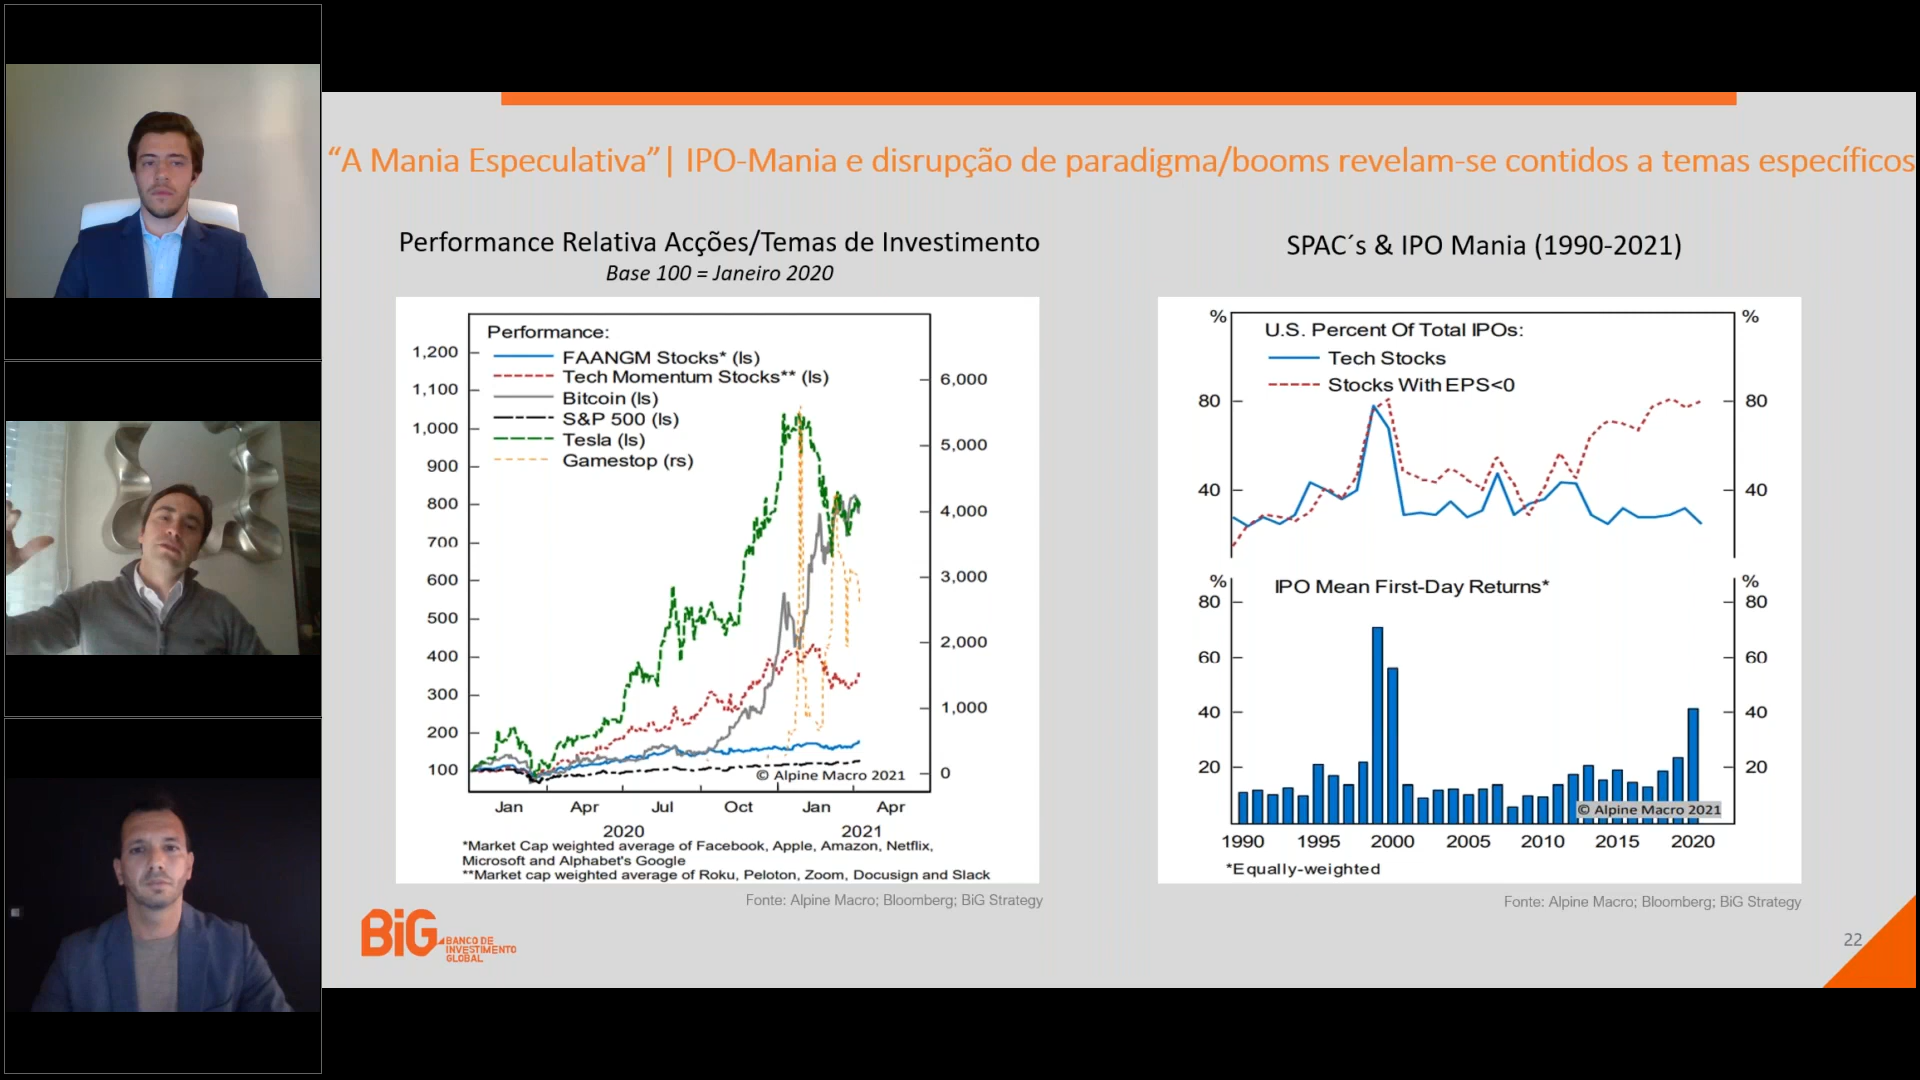 “A Mania Especulativa”| IPO-Mania e disrupção de paradigma/booms revelam-se contidos a temas específicos
Performance Relativa Acções/Temas de Investimento
Base 100 = Janeiro 2020
Performance:
FAANGM Stocks* (ls)
Tech Momentum Stocks** (ls)
Bitcoin (ls)
S&P 500 (ls)
Tesla (ls)
Gamestop (rs)
1,200
1,100
1,000
900
800
700
600
500
400
300
200
100
6,000
5,000
4,000
3,000
2,000
1,000
0
© Alpine Macro 2021
Jan Apr Jul Oct Jan Apr
2020 2021
*Market Cap weighted average of Facebook, Apple, Amazon, Netflix,
Microsoft and Alphabet's Google
**Market cap weighted average of Roku, Peloton, Zoom, Docusign and Slack
Fonte: Alpine Macro; Bloomberg; BiG Strategy
SPAC´s & IPO Mania (1990-2021)
% %
U.S. Percent Of Total IPOs:
Tech Stocks
Stocks With EPS<0
80 80
40 40
% %
IPO Mean First-Day Returns*
80 80
60 60
40 40
20 20
© Alpine Macro 2021
1990 1995 2000 2005 2010 2015 2020
*Equally-weighted
Fonte: Alpine Macro; Bloomberg; BiG Strategy
BiG
BANCO DE
INVESTIMENTO
GLOBAL
22